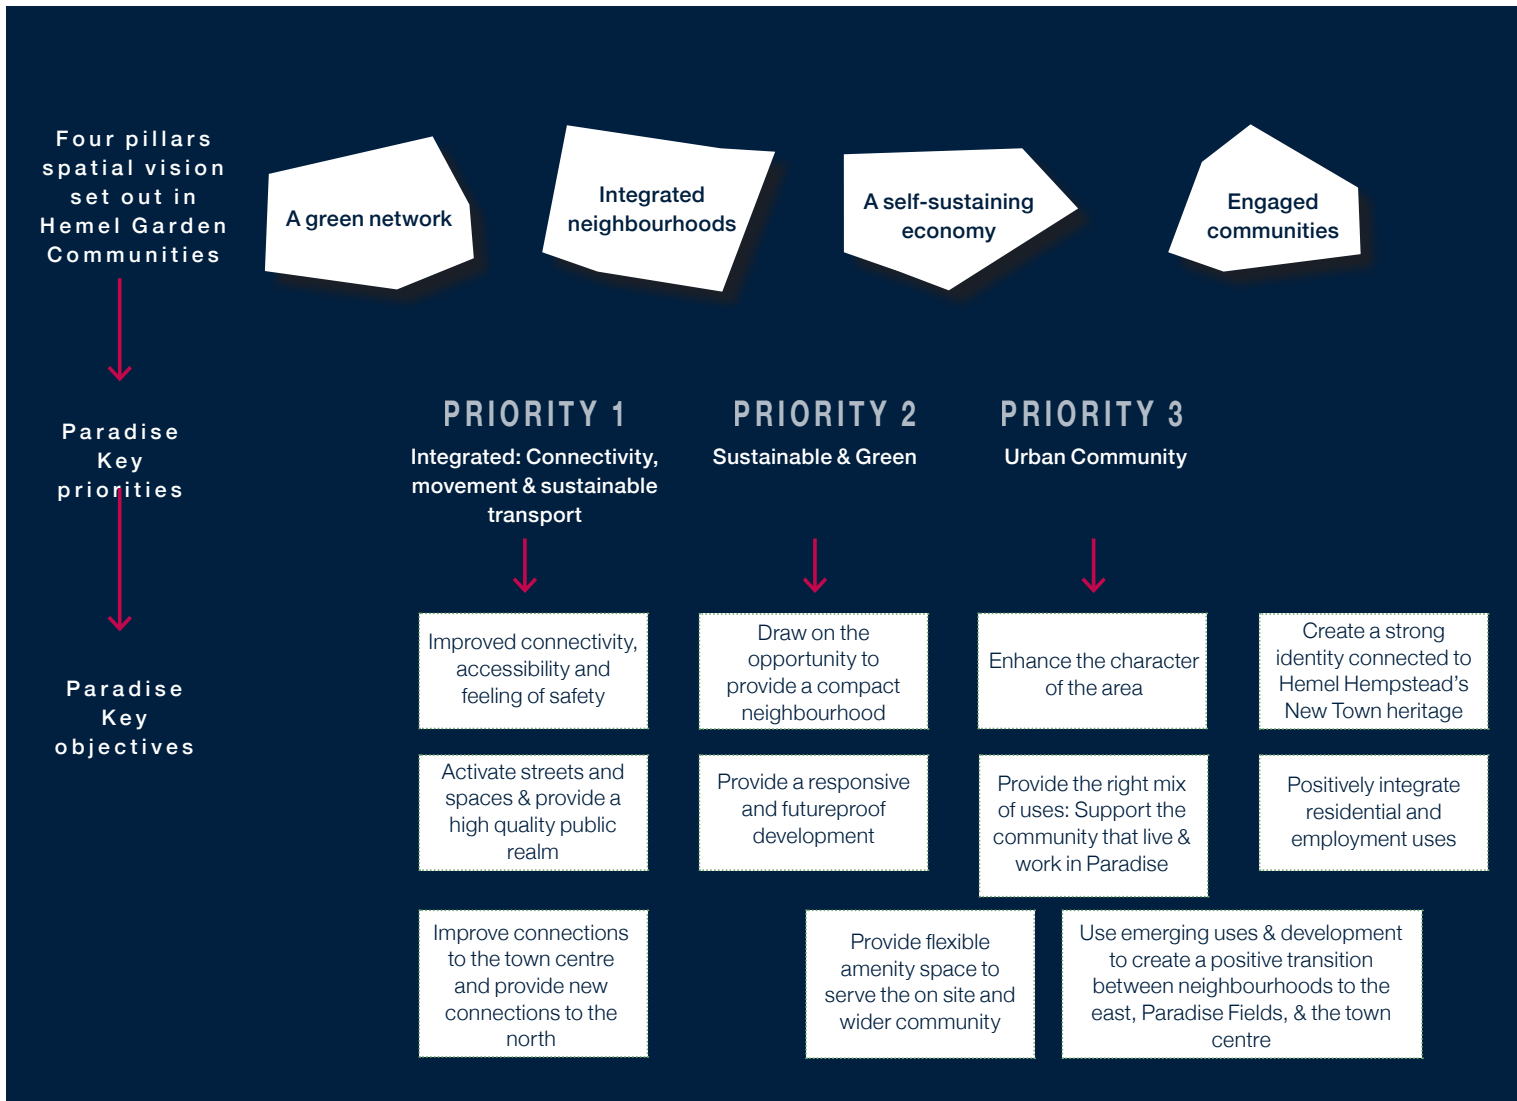 Four pillars
spatial vision
set out in
Hemel Garden
Communities
A green network
Integrated
neighbourhoods
A self-sustaining
economy
Engaged
communities
Paradise
Key
priorities
PRIORITY 1
Integrated: Connectivity,
movement & sustainable
transport
PRIORITY 2
Sustainable & Green
PRIORITY 3
Urban Community
Paradise
Key
objectives
Improved connectivity,
accessibility and
feeling of safety
Draw on the
opportunity to
provide a compact
neighbourhood
Enhance the character
of the area
Create a strong
identity connected to
Hemel Hempstead’s
New Town heritage
Activate streets and
spaces & provide a
high quality public
realm
Provide a responsive
and futureproof
development
Provide the right mix
of uses: Support the
community that live &
work in Paradise
Positively integrate
residential and
employment uses
Improve connections
to the town centre
and provide new
connections to the
north
Provide flexible
amenity space to
serve the on site and
wider community
Use emerging uses & development
to create a positive transition
between neighbourhoods to the
east, Paradise Fields, & the town
centre